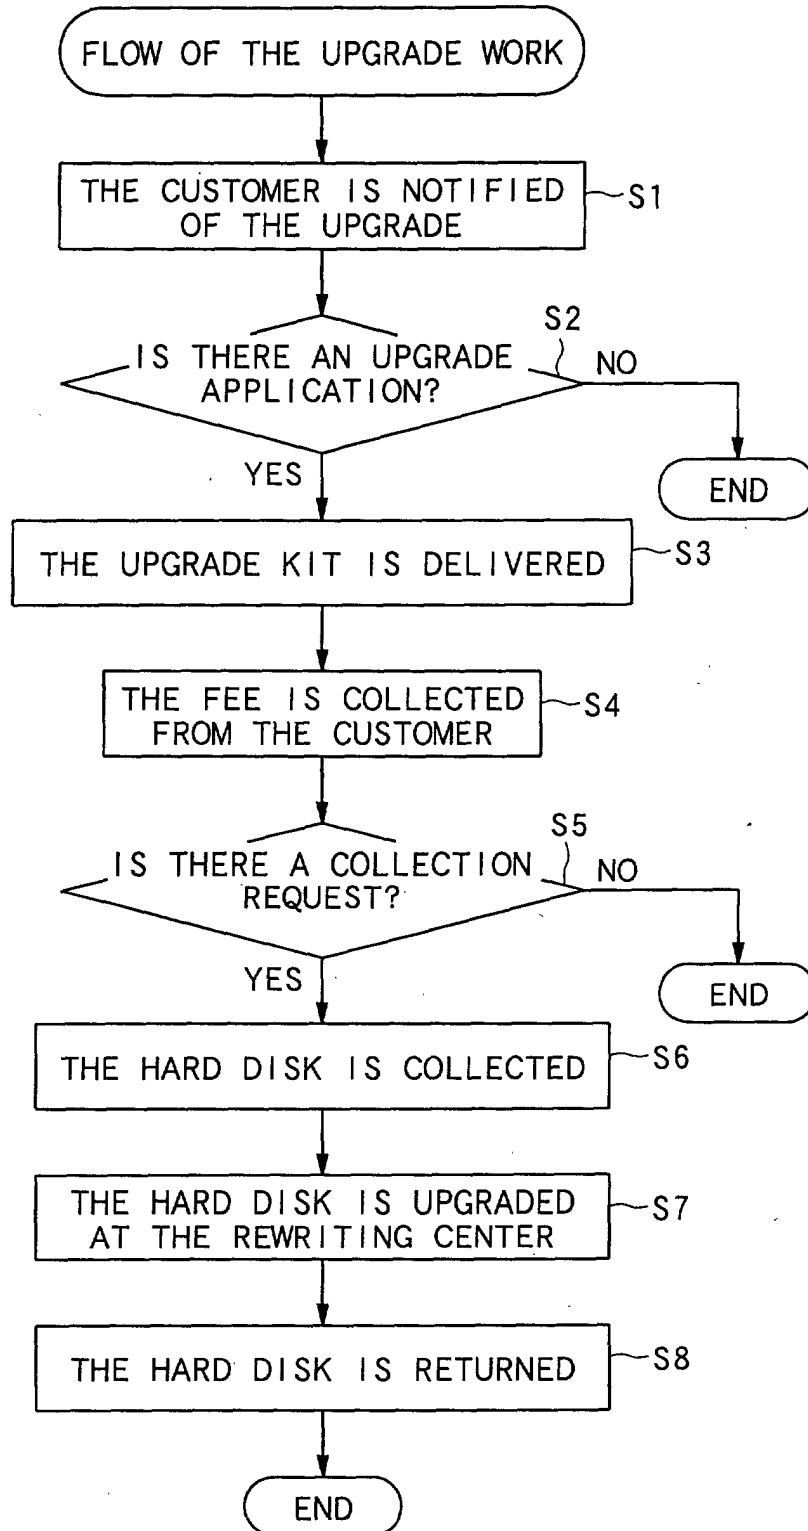 FLOW OF THE UPGRADE WORK
THE CUSTOMER IS NOTIFIED
OF THE UPGRADE
S1
S2
IS THERE AN UPGRADE
APPLICATION?
NO
YES
END
THE UPGRADE KIT IS DELIVERED
S3
THE FEE IS COLLECTED
FROM THE CUSTOMER
S4
S5
IS THERE A COLLECTION
REQUEST?
NO
YES
END
THE HARD DISK IS COLLECTED
S6
THE HARD DISK IS UPGRADED
AT THE REWRITING CENTER
S7
THE HARD DISK IS RETURNED
S8
END